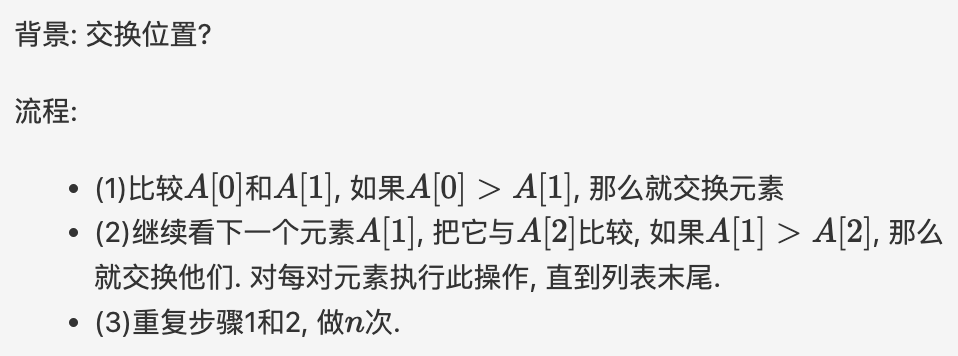 背景: 交换位置?
流程:
• (1)比较A[0]和A[1], 如果A[0] > A[1], 那么就交换元素
• (2)继续看下一个元素A[1], 把它与A[2]比较, 如果A[1] > A[2], 那么
就交换他们. 对每对元素执行此操作, 直到列表末尾.
• (3)重复步骤1和2, 做n次.